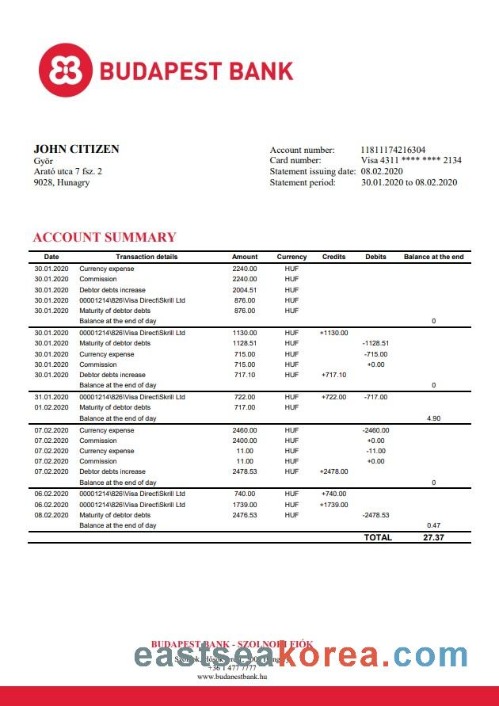 BUDAPEST BANK
JOHN CITIZEN
Győr
Arató utca 7 fsz. 2
9028, Hunagry
Account number: 11811174216304
Card number: Visa 4311 **** **** 2134
Statement issuing date: 08.02.2020
Statement period: 30.01.2020 to 08.02.2020
ACCOUNT SUMMARY
Date Transaction details Amount Currency Credits Debits Balance at the end
30.01.2020 Currency expense 2240.00 HUF
30.01.2020 Commission 2240.00 HUF
30.01.2020 Debtor debts increase 2004.51 HUF
30.01.2020 00001214\826\Visa Direct\Skrill Ltd 876.00 HUF
30.01.2020 Maturity of debtor debts 876.00 HUF
Balance at the end of day 0
30.01.2020 00001214\826\Visa Direct\Skrill Ltd 1130.00 HUF +1130.00
30.01.2020 Maturity of debtor debts 1128.51 HUF -1128.51
30.01.2020 Currency expense 715.00 HUF -715.00
30.01.2020 Commission 715.00 HUF +0.00
30.01.2020 Debtor debts increase 717.10 HUF +717.10
Balance at the end of day 0
31.01.2020 00001214\826\Visa Direct\Skrill Ltd 722.00 HUF +722.00 -717.00
01.02.2020 Maturity of debtor debts 717.00 HUF
Balance at the end of day 4.90
07.02.2020 Currency expense 2460.00 HUF -2460.00
07.02.2020 Commission 2400.00 HUF +0.00
07.02.2020 Currency expense 11.00 HUF -11.00
07.02.2020 Commission 11.00 HUF +0.00
07.02.2020 Debtor debts increase 2478.53 HUF +2478.00
Balance at the end of day 0
06.02.2020 00001214\826\Visa Direct\Skrill Ltd 740.00 HUF +740.00
06.02.2020 00001214\826\Visa Direct\Skrill Ltd 1739.00 HUF +1739.00
08.02.2020 Maturity of debtor debts 2476.53 HUF -2478.53
Balance at the end of day 0.47
TOTAL 27.37
BUDAPEST BANK - SZOLNOKI FIÓK
eastseakorea.com
+36 1 477 7777
www.budapestbank.hu